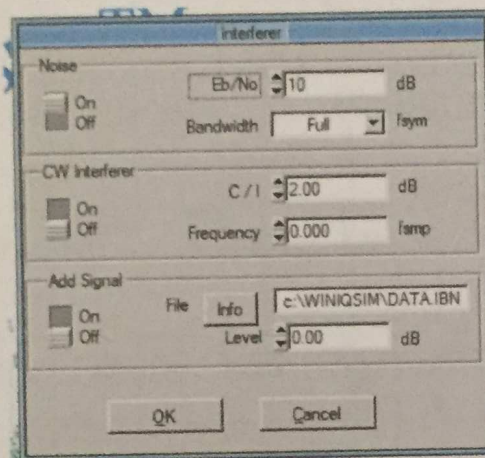 Interferer
Noise
On
Off
Eb/No 10 dB
Bandwidth Full fsym
CW Interferer
On
Off
C / I 2.00 dB
Frequency 0.000 fsmp
Add Signal
On
Off
File Info c:\WINIQSIM\DATA.IBN
Level 0.00 dB
OK Cancel